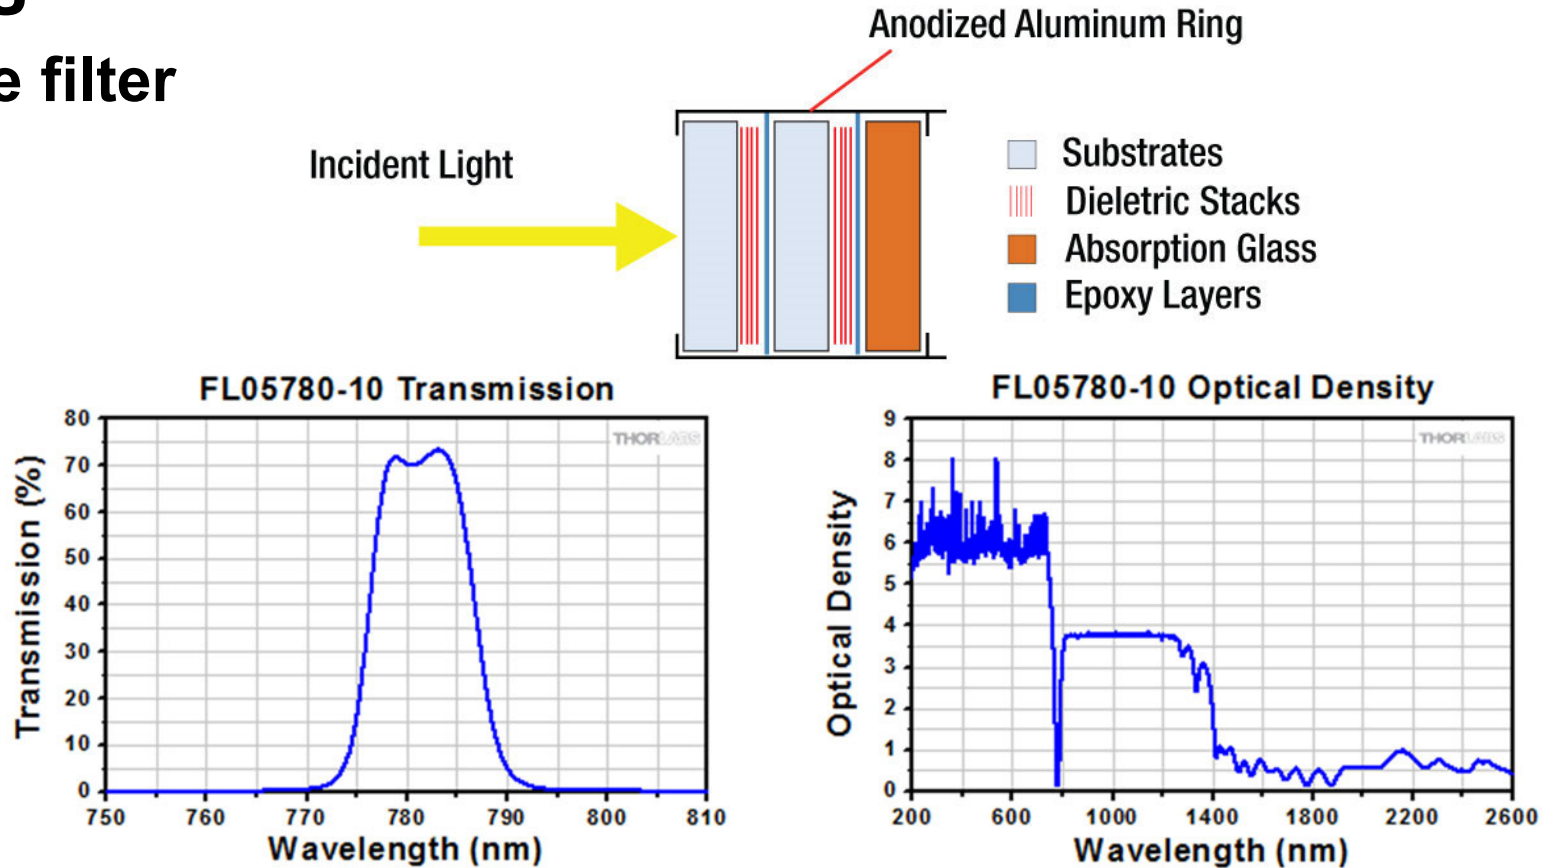 e filter
Anodized Aluminum Ring
Incident Light
Substrates
Dieletric Stacks
Absorption Glass
Epoxy Layers
FL05780-10 Transmission
THORLABS
80
70
60
50
40
30
20
10
0
Transmission (%)
750 760 770 780 790 800 810
Wavelength (nm)
FL05780-10 Optical Density
THORLABS
9
8
7
6
5
4
3
2
1
0
Optical Density
200 600 1000 1400 1800 2200 2600
Wavelength (nm)